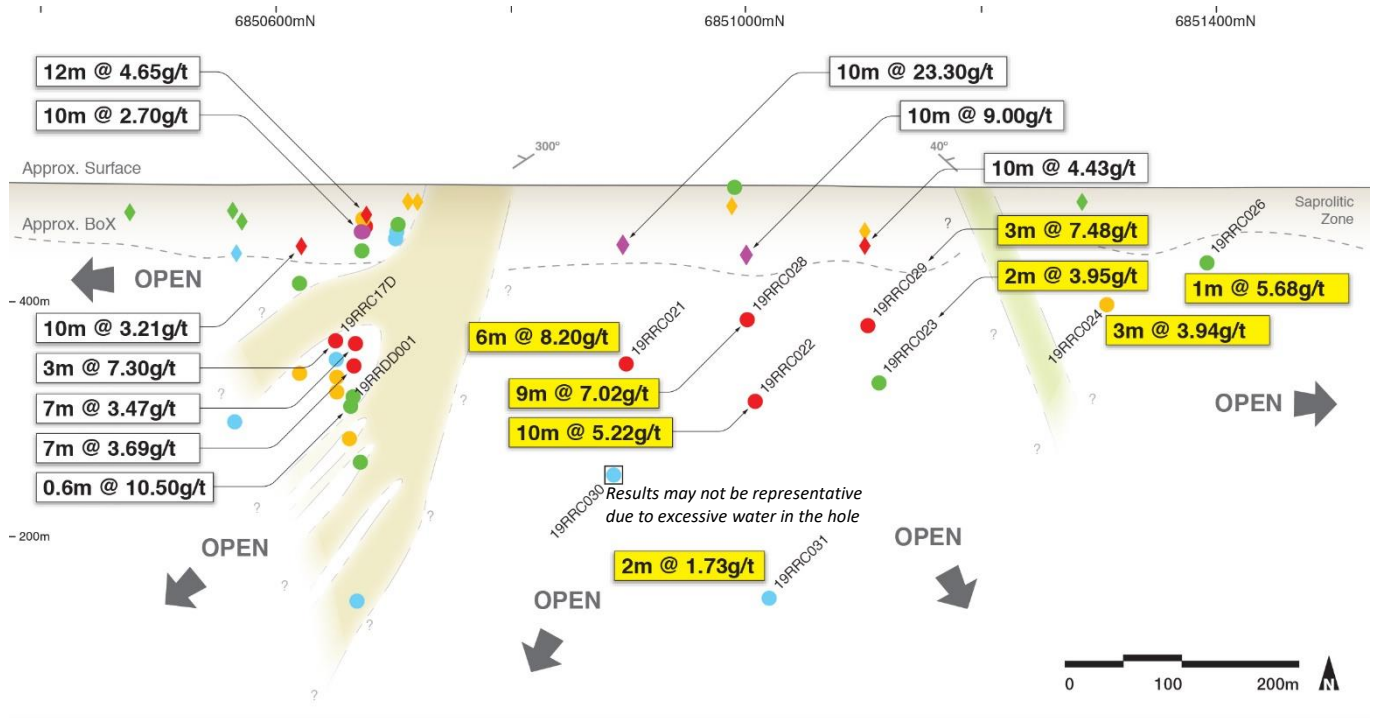 6850600mN
6851000mN
6851400mN
12m @ 4.65g/t
10m @ 2.70g/t
10m @ 23.30g/t
10m @ 9.00g/t
10m @ 4.43g/t
300°
40°
Approx. Surface
Approx. BoX
Saprolitic
Zone
3m @ 7.48g/t
2m @ 3.95g/t
19RRC026
1m @ 5.68g/t
3m @ 3.94g/t
19RRC024
OPEN
400m
10m @ 3.21g/t
3m @ 7.30g/t
7m @ 3.47g/t
7m @ 3.69g/t
0.6m @ 10.50g/t
19RRC17D
19RRDD001
6m @ 8.20g/t
19RRC021
19RRC028
19RRC029
9m @ 7.02g/t
10m @ 5.22g/t
19RRC022
19RRC023
OPEN
19RRC030
Results may not be representative
due to excessive water in the hole
200m
OPEN
2m @ 1.73g/t
19RRC031
OPEN
OPEN
?
?
?
?
?
?
?
?
?
?
?
?
?
0
100
200m
N